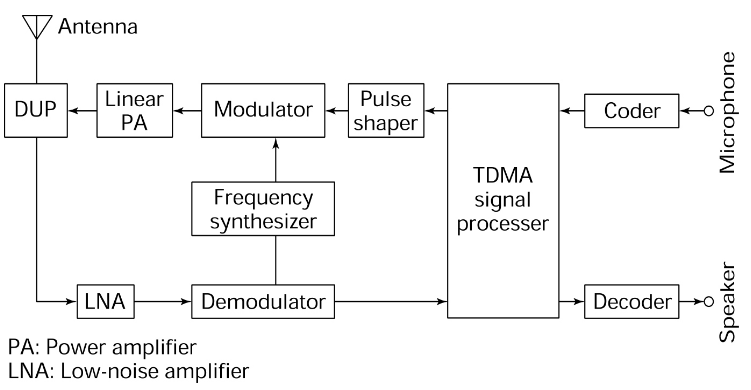 Antenna
DUP
Linear
PA
Modulator
Pulse
shaper
TDMA
signal
processer
Coder
Microphone
Frequency
synthesizer
LNA
Demodulator
Decoder
Speaker
PA: Power amplifier
LNA: Low-noise amplifier